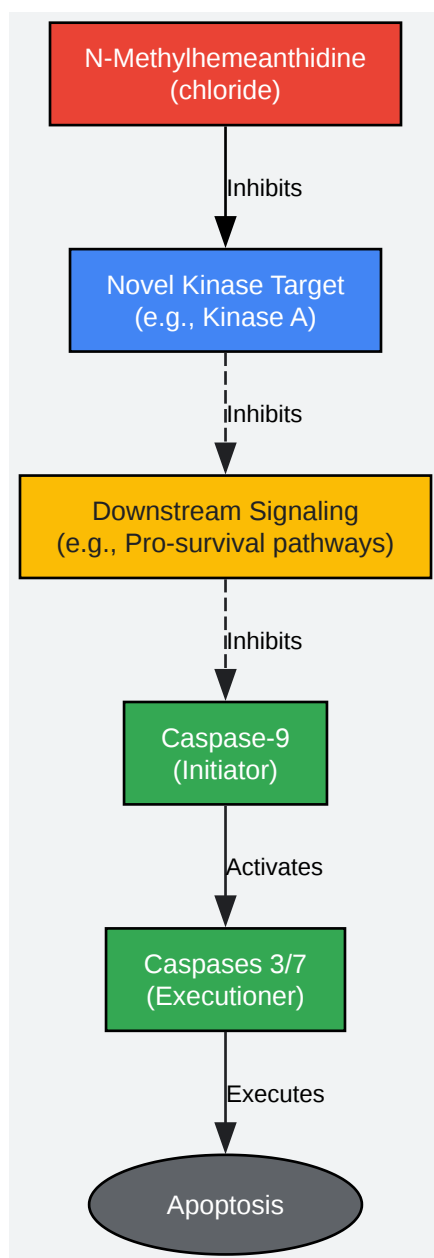 N-Methylhemeanthidine
(chloride)
Inhibits
Novel Kinase Target
(e.g., Kinase A)
Inhibits
Downstream Signaling
(e.g., Pro-survival pathways)
Inhibits
Caspase-9
(Initiator)
Activates
Caspases 3/7
(Executioner)
Executes
Apoptosis